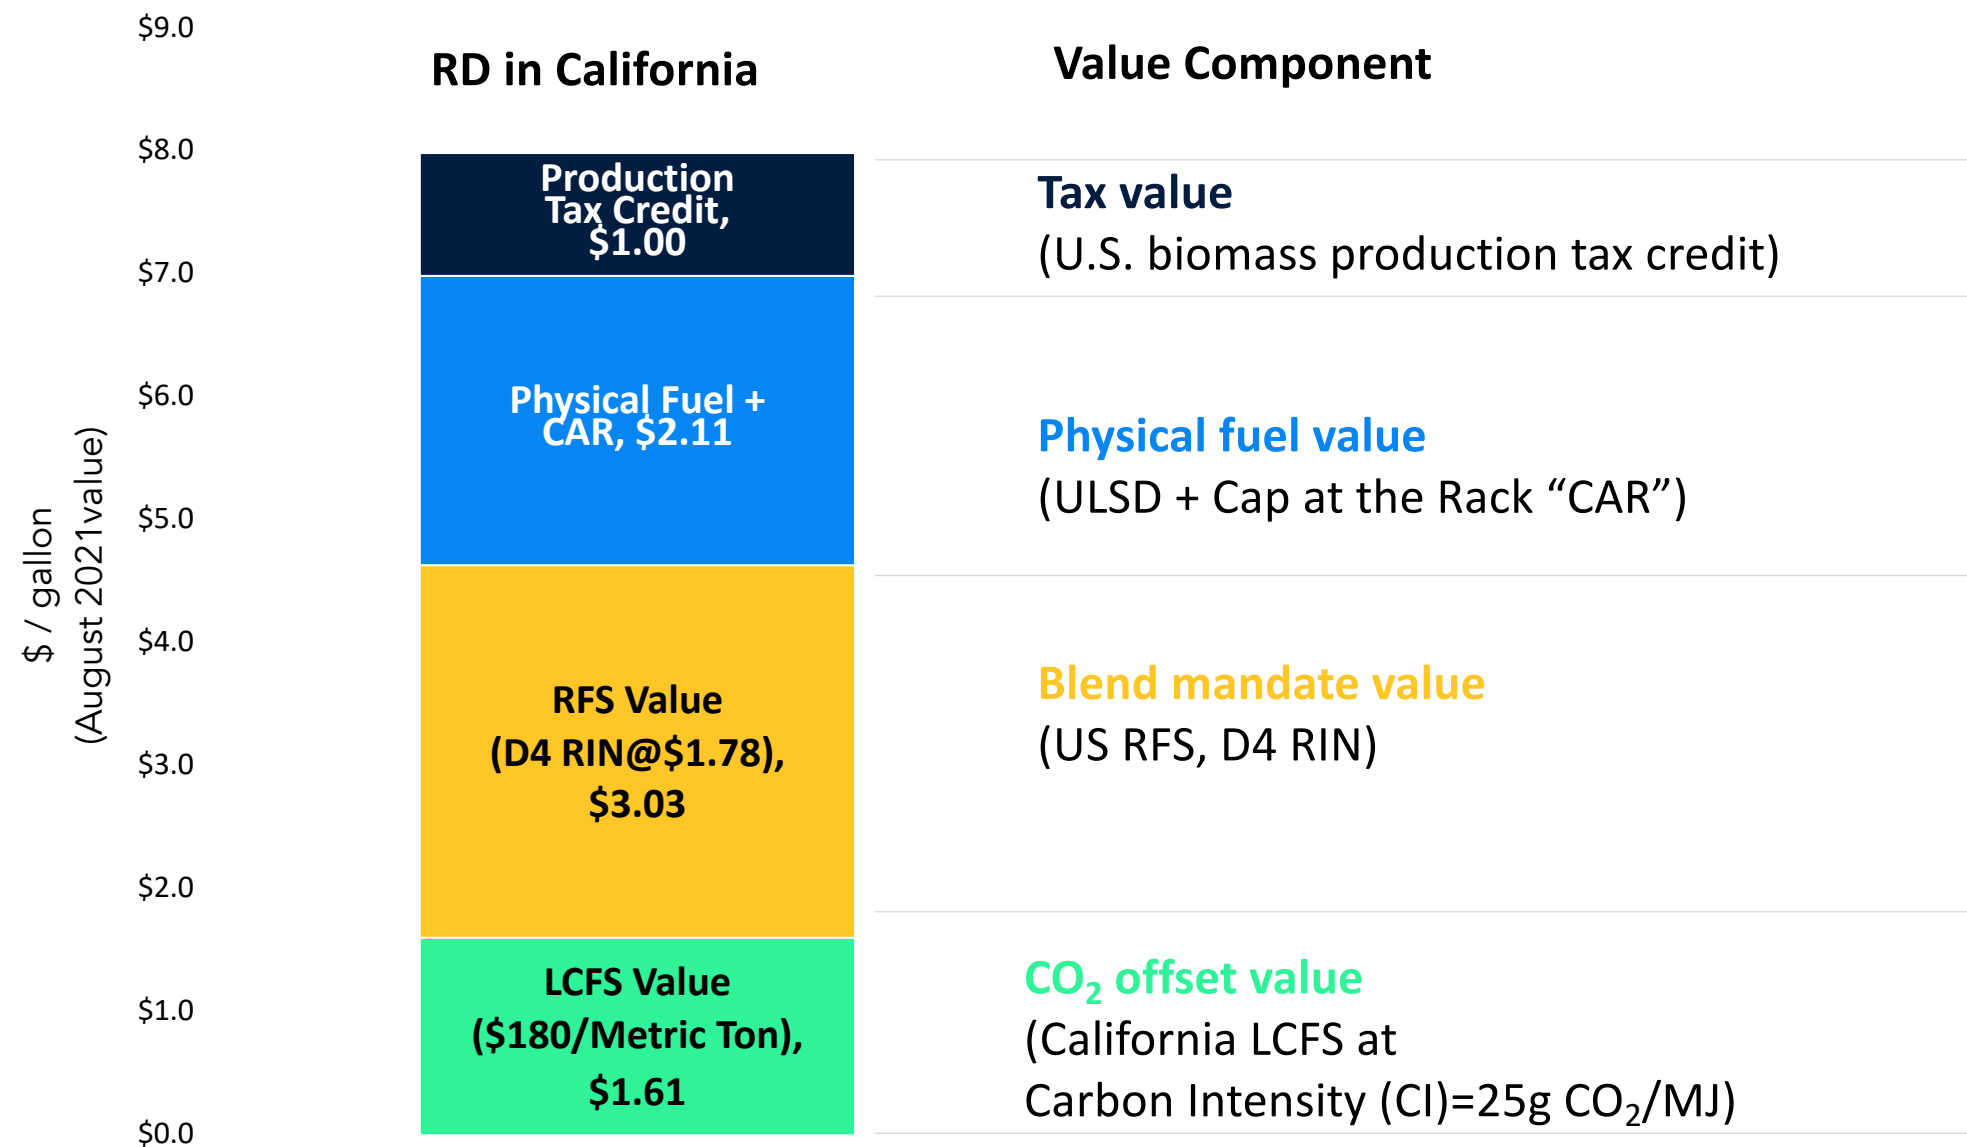 $9.0
$8.0
$7.0
$6.0
$5.0
$4.0
$3.0
$2.0
$1.0
$0.0
$ / gallon
(August 2021value)
RD in California
Production
Tax Credit,
$1.00
Physical Fuel +
CAR, $2.11
RFS Value
(D4 RIN@$1.78),
$3.03
LCFS Value
($180/Metric Ton),
$1.61
Value Component
Tax value
(U.S. biomass production tax credit)
Physical fuel value
(ULSD + Cap at the Rack “CAR”)
Blend mandate value
(US RFS, D4 RIN)
CO₂ offset value
(California LCFS at
Carbon Intensity (CI)=25g CO₂/MJ)